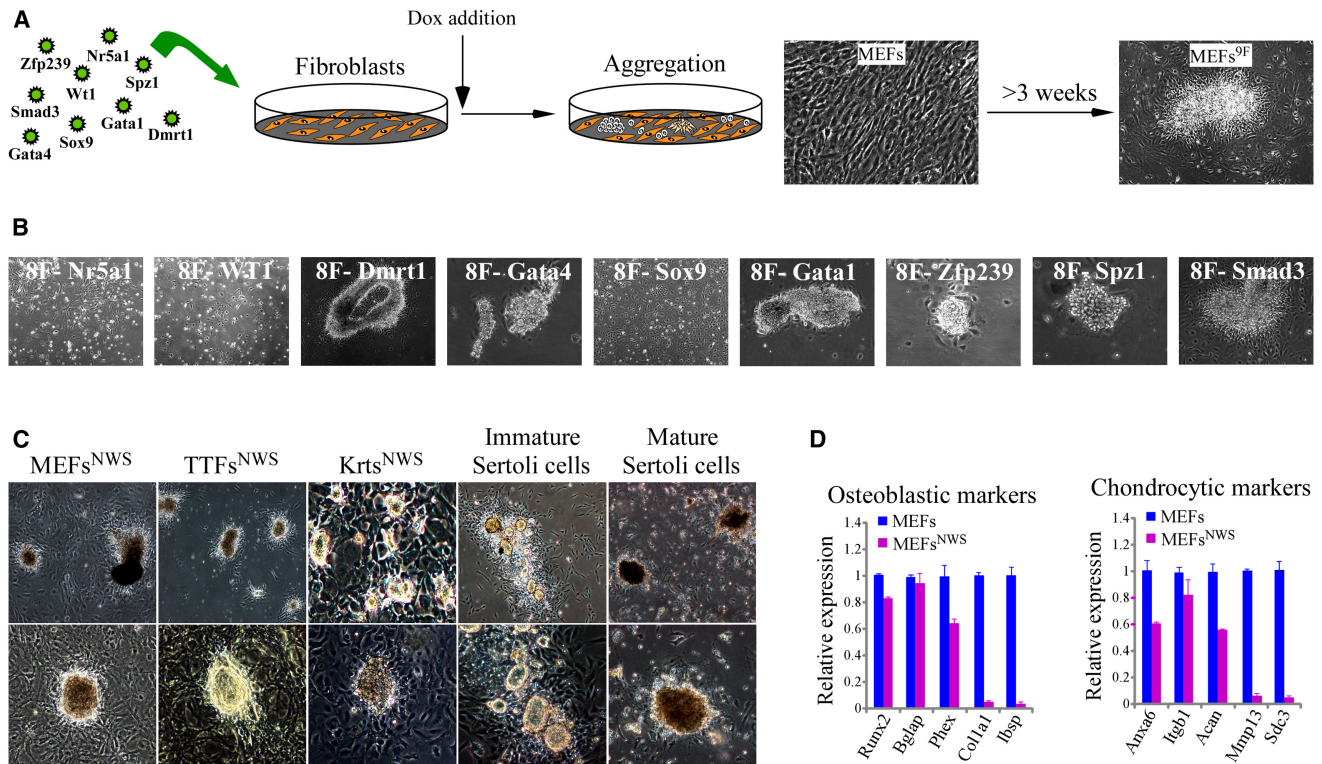 A
Zfp239
Nr5a1
Wt1
Spz1
Smad3
Gata1
Dmrt1
Sox9
Gata4
Fibroblasts
Dox addition
Aggregation
MEFs
>3 weeks
MEFs9F
B
8F- Nr5a1
8F- WT1
8F- Dmrt1
8F- Gata4
8F- Sox9
8F- Gata1
8F- Zfp239
8F- Spz1
8F- Smad3
C
MEFsNWS
TTFsNWS
KrtsNWS
Immature
Sertoli cells
Mature
Sertoli cells
D
Osteoblastic markers
MEFs
MEFsNWS
Relative expression
1.4
1.2
1
0.8
0.6
0.4
0.2
0
Runx2
Bglap
Phex
Col1a1
Ibsp
Chondrocytic markers
MEFs
MEFsNWS
Relative expression
1.4
1.2
1
0.8
0.6
0.4
0.2
0
Anxa6
Itgb1
Acan
Mmp13
Sdc3